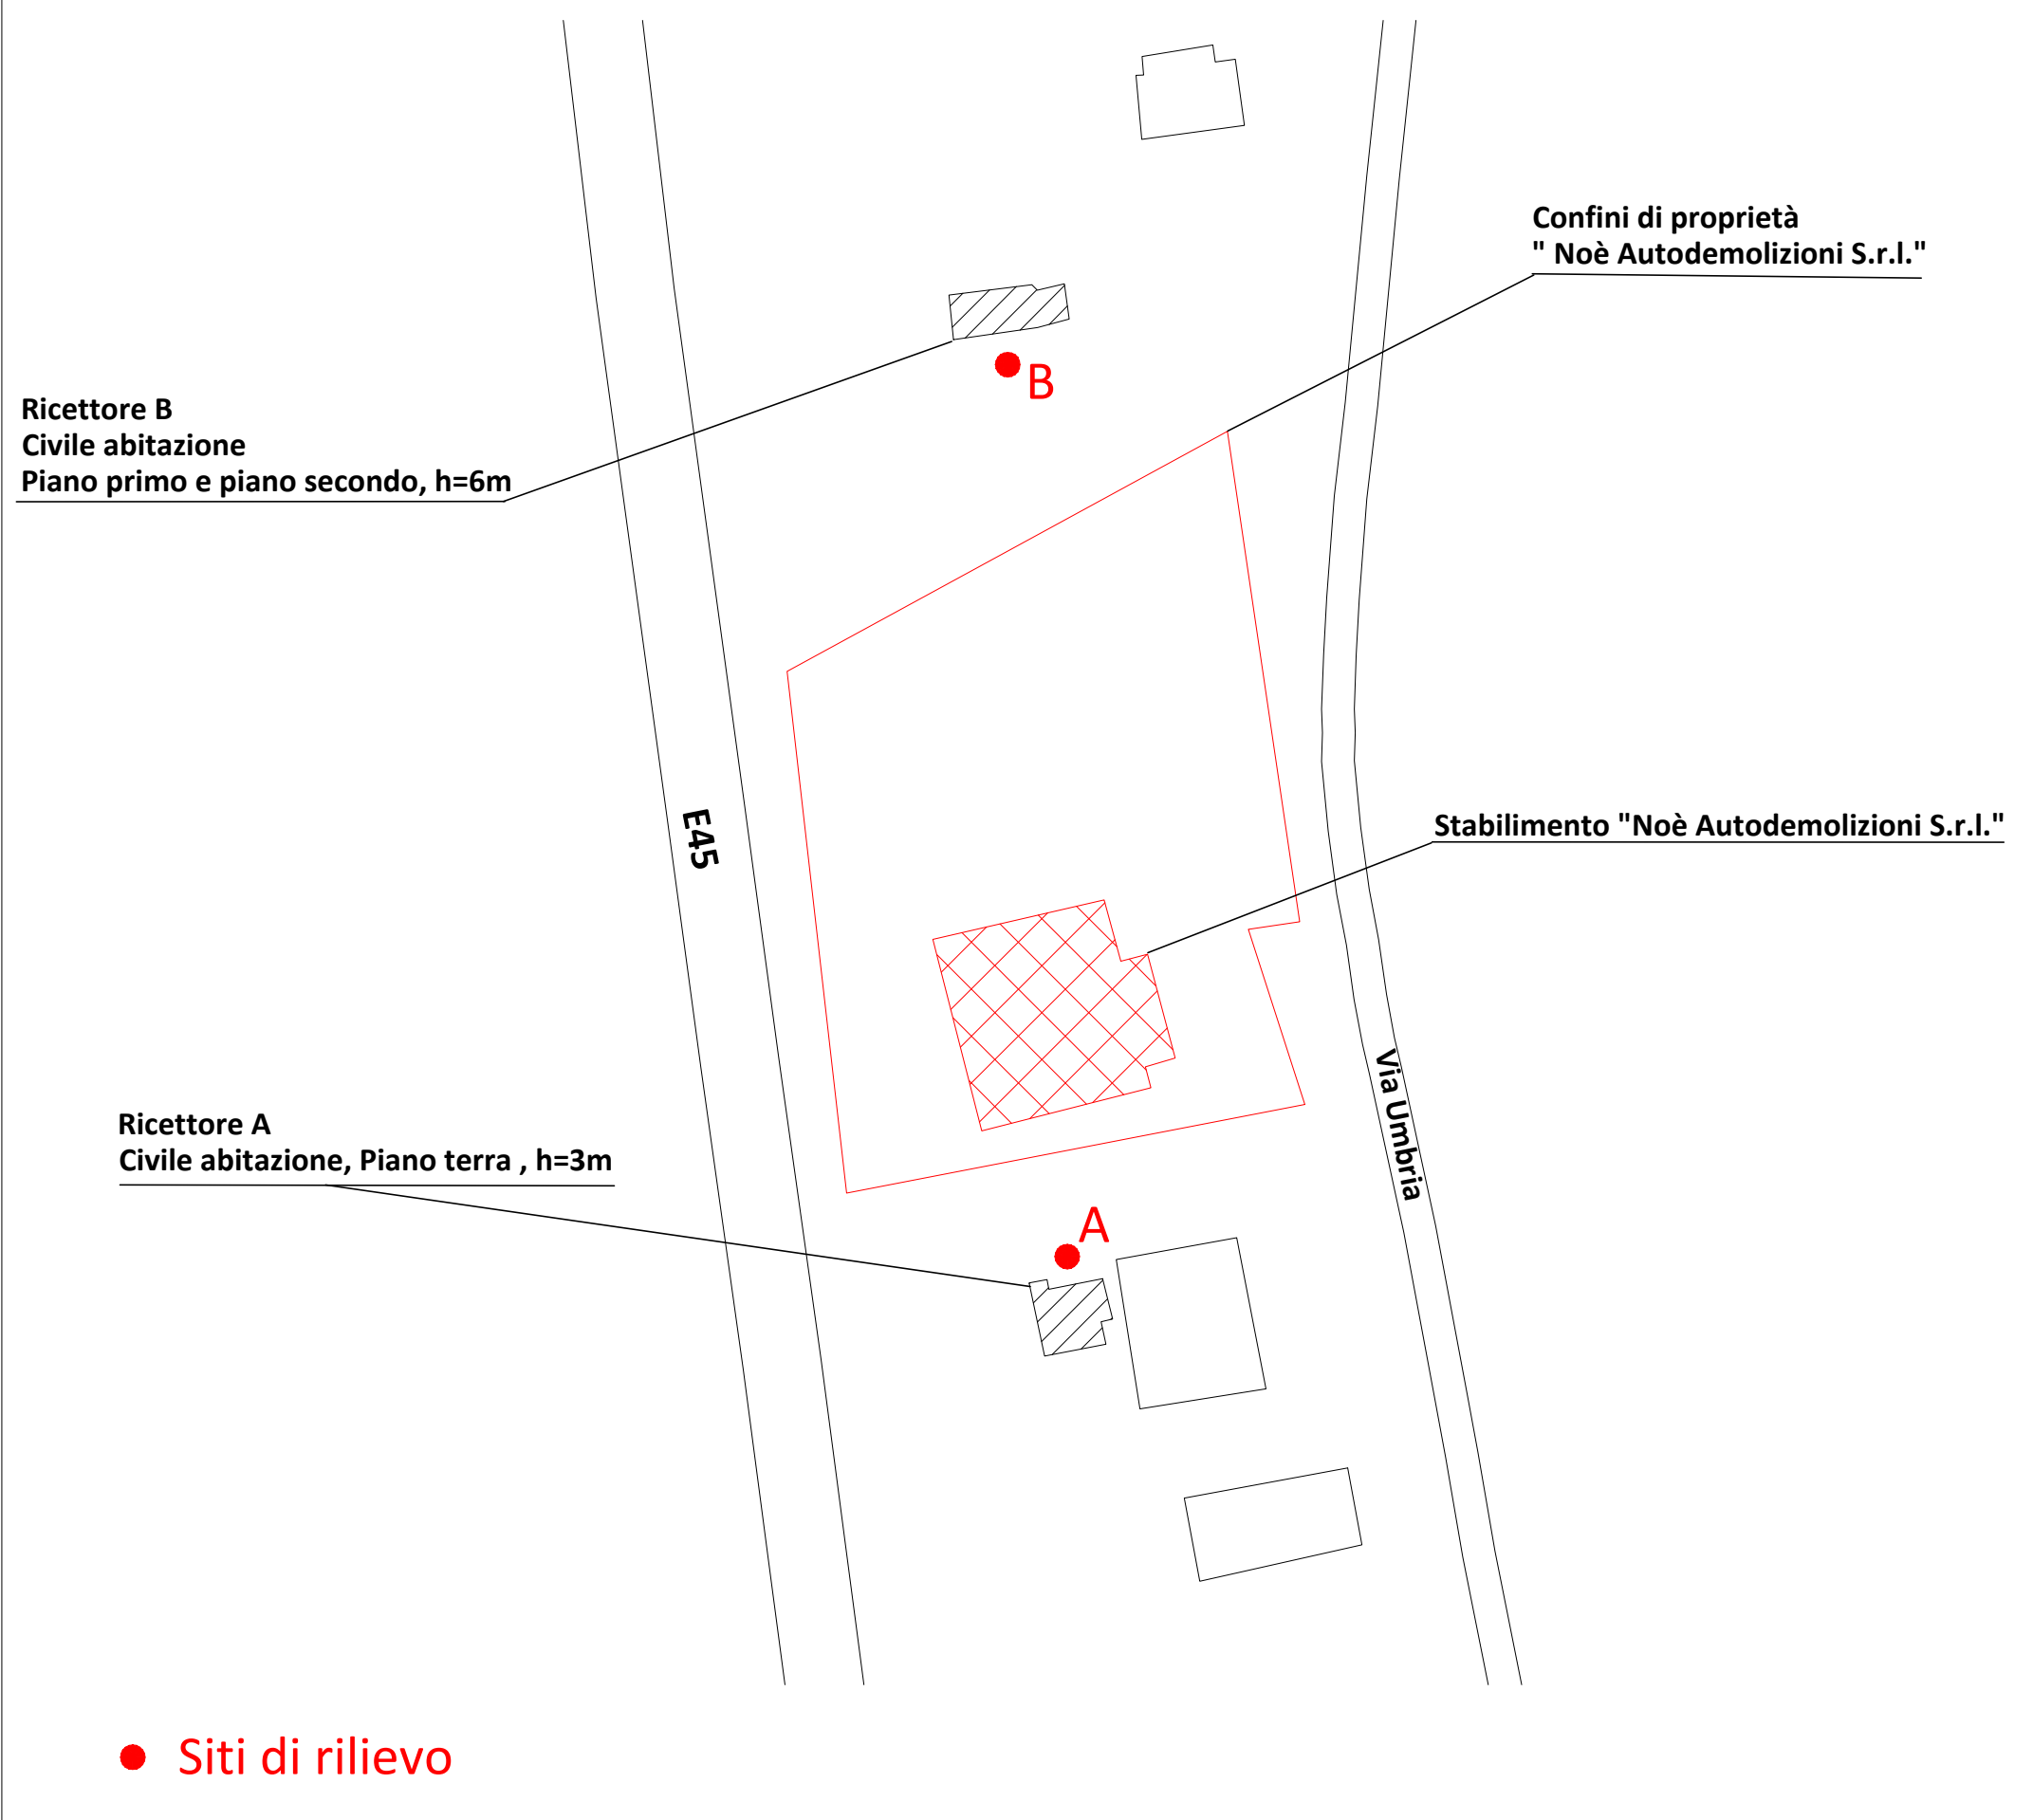 Confini di proprietà
" Noè Autodemolizioni S.r.l."
B
Ricettore B
Civile abitazione
Piano primo e piano secondo, h=6m
E45
Stabilimento "Noè Autodemolizioni S.r.l."
Via Umbria
Ricettore A
Civile abitazione, Piano terra , h=3m
A
Siti di rilievo